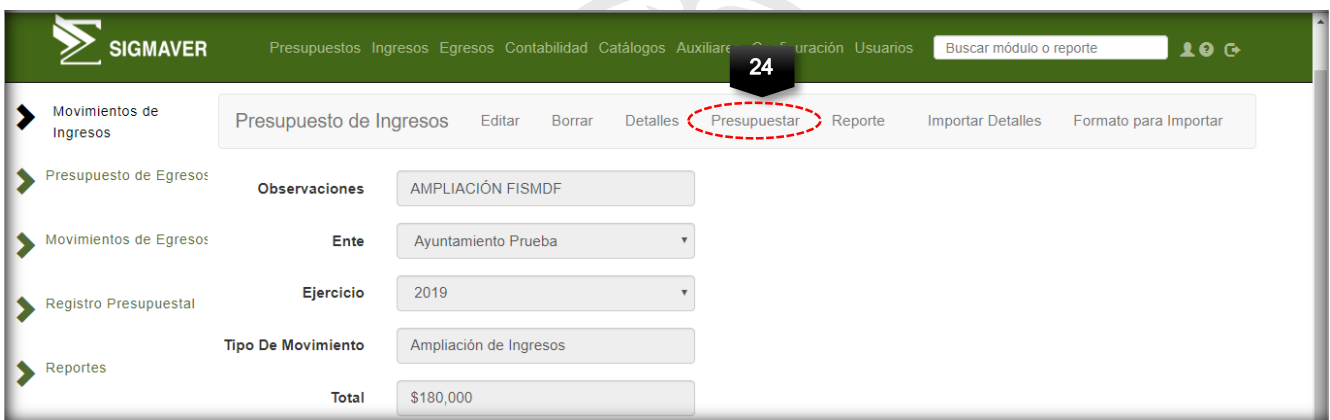 SIGMAVER
Presupuestos Ingresos Egresos Contabilidad Catálogos Auxiliares Configuración Usuarios
Buscar módulo o reporte
24
Movimientos de
Ingresos
Presupuesto de Ingresos Editar Borrar Detalles Presupuestar Reporte Importar Detalles Formato para Importar
Presupuesto de Egresos
Observaciones AMPLIACIÓN FISMDF
Movimientos de Egresos
Ente Ayuntamiento Prueba
Ejercicio 2019
Registro Presupuestal
Tipo De Movimiento Ampliación de Ingresos
Reportes
Total $180,000